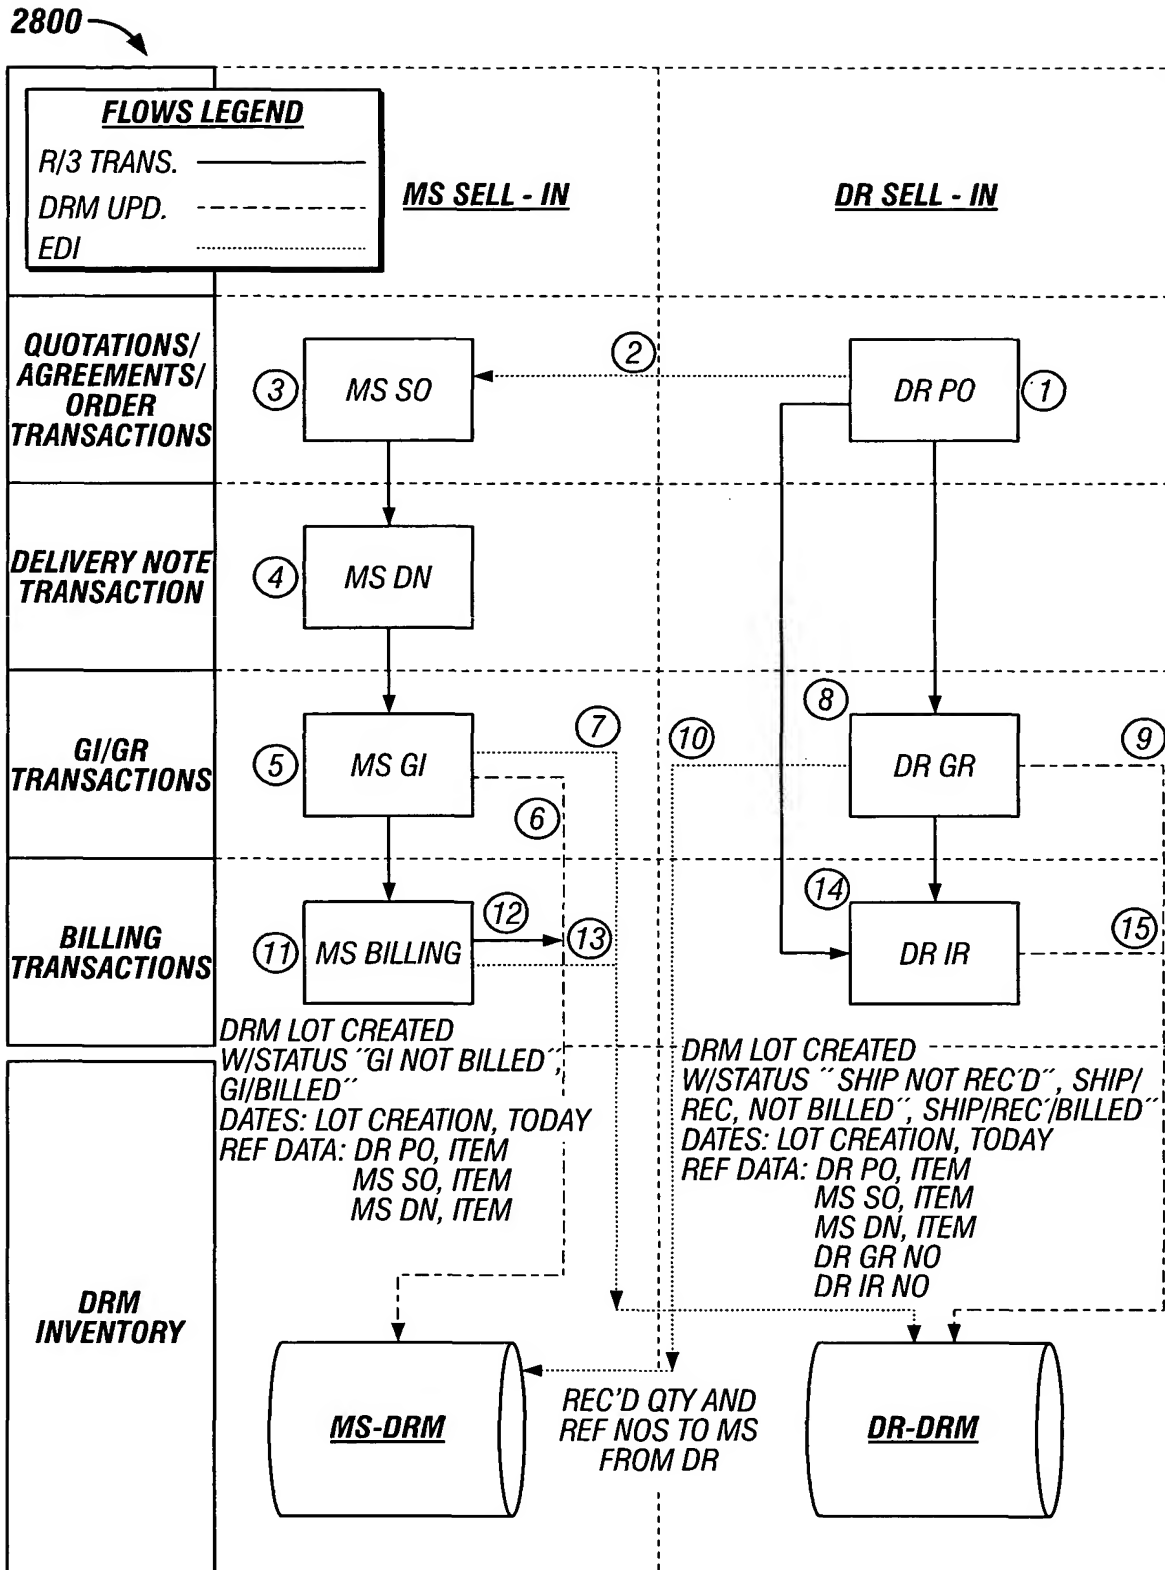 2800
FLOWS LEGEND
R/3 TRANS.
DRM UPD.
EDI
MS SELL - IN
DR SELL - IN
QUOTATIONS/
AGREEMENTS/
ORDER
TRANSACTIONS
3
MS SO
2
DR PO
1
DELIVERY NOTE
TRANSACTION
4
MS DN
GI/GR
TRANSACTIONS
5
MS GI
7
6
10
8
DR GR
9
BILLING
TRANSACTIONS
11
MS BILLING
12
13
14
DR IR
15
DRM LOT CREATED
W/STATUS "GI NOT BILLED",
GI/BILLED"
DATES: LOT CREATION, TODAY
REF DATA: DR PO, ITEM
MS SO, ITEM
MS DN, ITEM
DRM LOT CREATED
W/STATUS " SHIP NOT REC'D", SHIP/
REC, NOT BILLED", SHIP/REC'/BILLED"
DATES: LOT CREATION, TODAY
REF DATA: DR PO, ITEM
MS SO, ITEM
MS DN, ITEM
DR GR NO
DR IR NO
DRM
INVENTORY
MS-DRM
REC'D QTY AND
REF NOS TO MS
FROM DR
DR-DRM